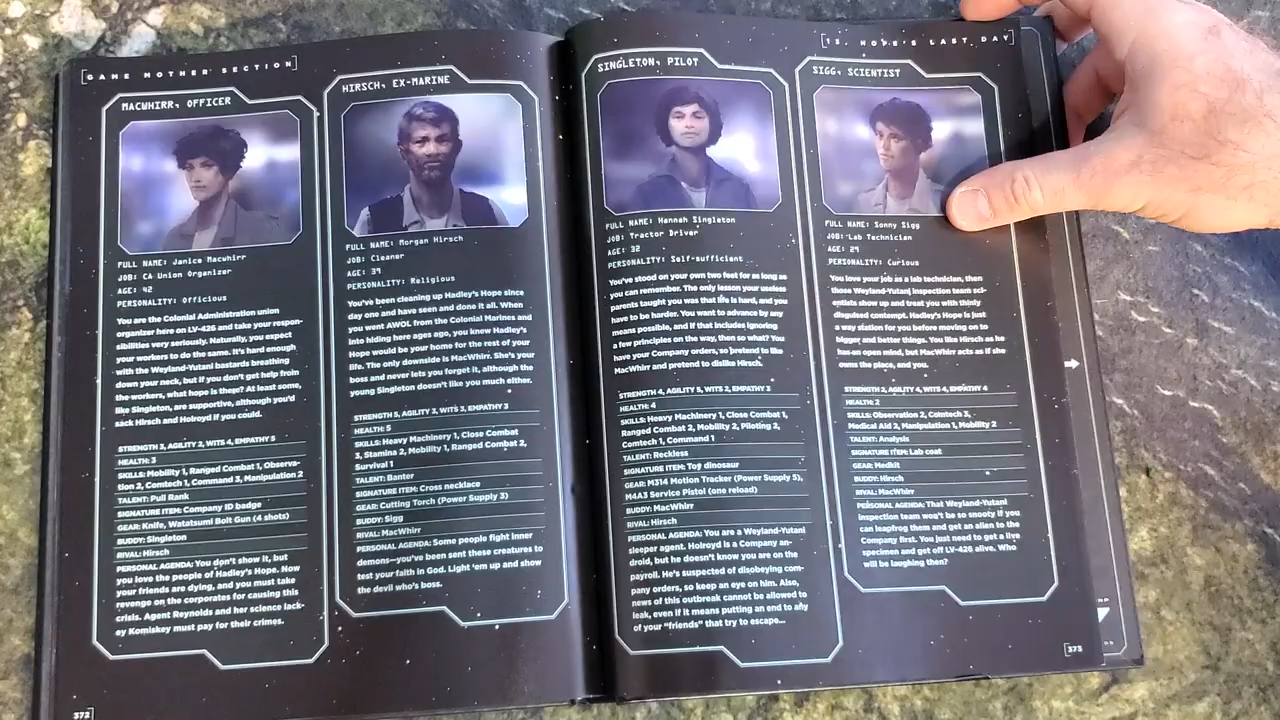 [GAME MOTHER SECTION]
MACWHIRR, OFFICER
FULL NAME: Janice Macwhirr
JOB: CA Union Organizer
AGE: 42
PERSONALITY: Officious
You are the Colonial Administration union
organizer here on LV-426 and take your respon-
sibilities very seriously. Naturally, you expect
your workers to do the same. It's hard enough
with the Weyland-Yutani bastards breathing
down your neck, but if you don't get help from
the workers, what hope is there? At least some,
like Singleton, are supportive, although you'd
sack Hirsch and Holroyd if you could.
STRENGTH 3, AGILITY 2, WITS 4, EMPATHY 5
HEALTH: 3
SKILLS: Mobility 1, Ranged Combat 1, Observa-
tion 2, Comtech 1, Command 3, Manipulation 2
TALENT: Pull Rank
SIGNATURE ITEM: Company ID badge
GEAR: Knife, Watatsumi Bolt Gun (4 shots)
BUDDY: Singleton
RIVAL: Hirsch
PERSONAL AGENDA: You don't show it, but
you love the people of Hadley's Hope. Now
your friends are dying, and you must take
revenge on the corporates for causing this
crisis. Agent Reynolds and her science lack-
ey Komiskey must pay for their crimes.
372
HIRSCH, EX-MARINE
FULL NAME: Morgan Hirsch
JOB: Cleaner
AGE: 39
PERSONALITY: Religious
You've been cleaning up Hadley's Hope since
day one and have seen and done it all. When
you went AWOL from the Colonial Marines and
into hiding here ages ago, you knew Hadley's
Hope would be your home for the rest of your
life. The only downside is MacWhirr. She's your
boss and never lets you forget it, although the
young Singleton doesn't like you much either.
STRENGTH 5, AGILITY 3, WITS 3, EMPATHY 3
HEALTH: 5
SKILLS: Heavy Machinery 1, Close Combat
3, Stamina 2, Mobility 1, Ranged Combat 2,
Survival 1
TALENT: Banter
SIGNATURE ITEM: Cross necklace
GEAR: Cutting Torch (Power Supply 3)
BUDDY: Sigg
RIVAL: MacWhirr
PERSONAL AGENDA: Some people fight inner
demons—you've been sent these creatures to
test your faith in God. Light 'em up and show
the devil who's boss.
[13. HOPE'S LAST DAY]
SINGLETON, PILOT
FULL NAME: Hannah Singleton
JOB: Tractor Driver
AGE: 32
PERSONALITY: Self-sufficient
You've stood on your own two feet for as long as
you can remember. The only lesson your useless
parents taught you was that life is hard, and you
have to be harder. You want to advance by any
means possible, and if that includes ignoring
a few principles on the way, then so what? You
have your Company orders, so pretend to like
MacWhirr and pretend to dislike Hirsch.
STRENGTH 4, AGILITY 5, WITS 2, EMPATHY 3
HEALTH: 4
SKILLS: Heavy Machinery 1, Close Combat 1,
Ranged Combat 2, Mobility 2, Piloting 2,
Comtech 1, Command 1
TALENT: Reckless
SIGNATURE ITEM: Toy dinosaur
GEAR: M314 Motion Tracker (Power Supply 5),
M4A3 Service Pistol (one reload)
BUDDY: MacWhirr
RIVAL: Hirsch
PERSONAL AGENDA: You are a Weyland-Yutani
sleeper agent. Holroyd is a Company an-
droid, but he doesn't know you are on the
payroll. He's suspected of disobeying com-
pany orders, so keep an eye on him. Also,
news of this outbreak cannot be allowed to
leak, even if it means putting an end to any
of your "friends" that try to escape...
SIGG, SCIENTIST
FULL NAME: Sonny Sigg
JOB: Lab Technician
AGE: 29
PERSONALITY: Curious
You love your job as a lab technician, then
those Weyland-Yutani inspection team sci-
entists show up and treat you with thinly
disguised contempt. Hadley's Hope is just
a way station for you before moving on to
bigger and better things. You like Hirsch as he
has an open mind, but MacWhirr acts as if she
owns the place, and you.
STRENGTH 2, AGILITY 4, WITS 4, EMPATHY 4
HEALTH: 2
SKILLS: Observation 2, Comtech 3,
Medical Aid 2, Manipulation 1, Mobility 2
TALENT: Analysis
SIGNATURE ITEM: Lab coat
GEAR: Medkit
BUDDY: Hirsch
RIVAL: MacWhirr
PERSONAL AGENDA: That Weyland-Yutani
inspection team won't be so snooty if you
can leapfrog them and get an alien to the
Company first. You just need to get a live
specimen and get off LV-426 alive. Who
will be laughing then?
373